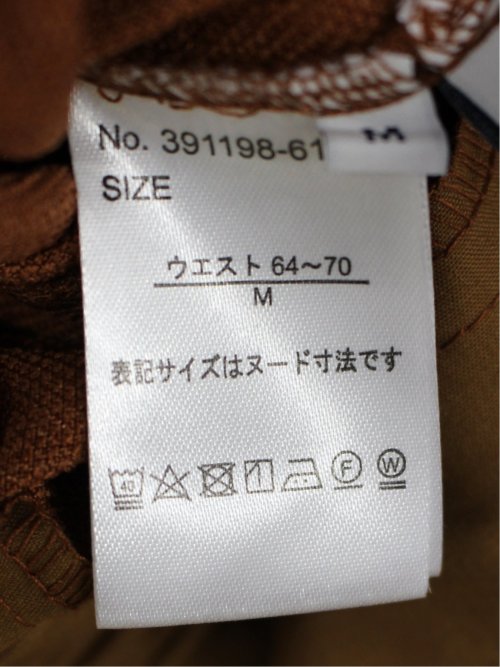 No. 391198-61
M
SIZE
ウエスト 64～70
M
表記サイズはヌード寸法です
40 F W